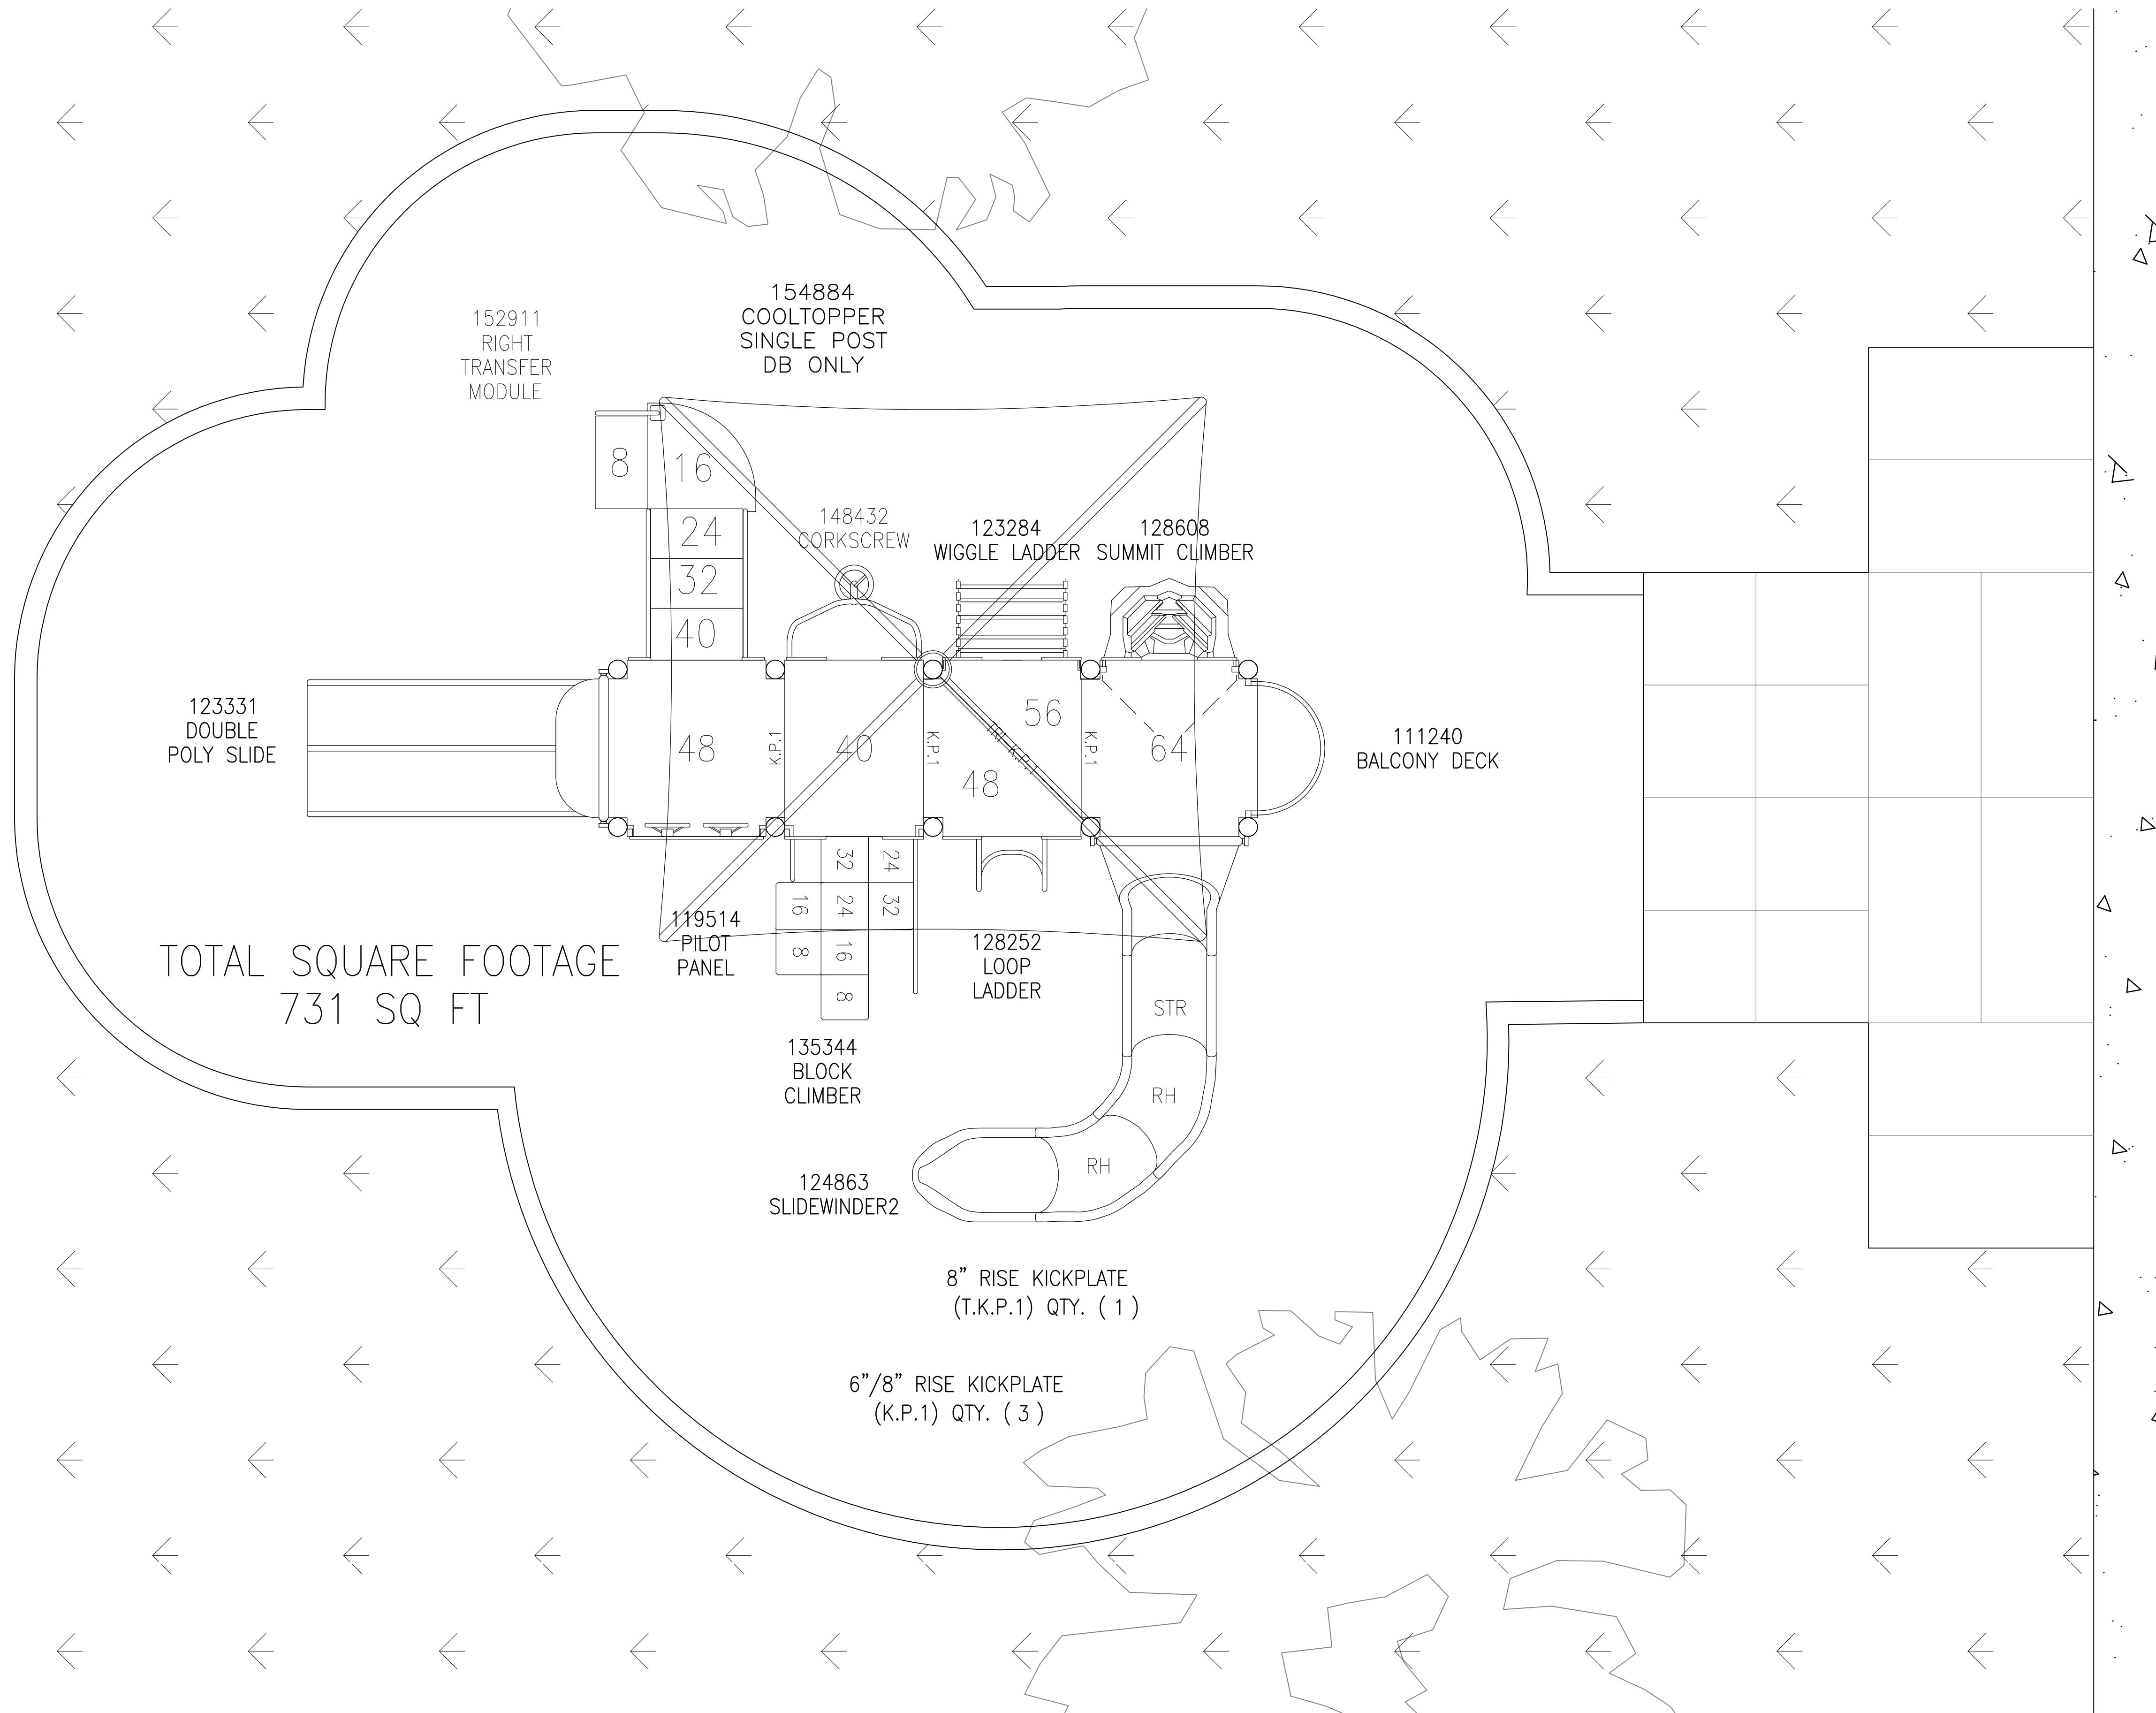 154884
COOLTOPPER
SINGLE POST
DB ONLY
152911
RIGHT
TRANSFER
MODULE
8
16
24
32
40
148432
CORKSCREW
123284
WIGGLE LADDER
128608
SUMMIT CLIMBER
123331
DOUBLE
POLY SLIDE
48
K.P.1
40
K.P.1
56
48
K.P.1
64
111240
BALCONY DECK
32
24
16
24
32
8
16
8
119514
PILOT
PANEL
128252
LOOP
LADDER
TOTAL SQUARE FOOTAGE
731 SQ FT
STR
RH
RH
135344
BLOCK
CLIMBER
124863
SLIDEWINDER2
8” RISE KICKPLATE
(T.K.P.1) QTY. ( 1 )
6”/8” RISE KICKPLATE
(K.P.1) QTY. ( 3 )